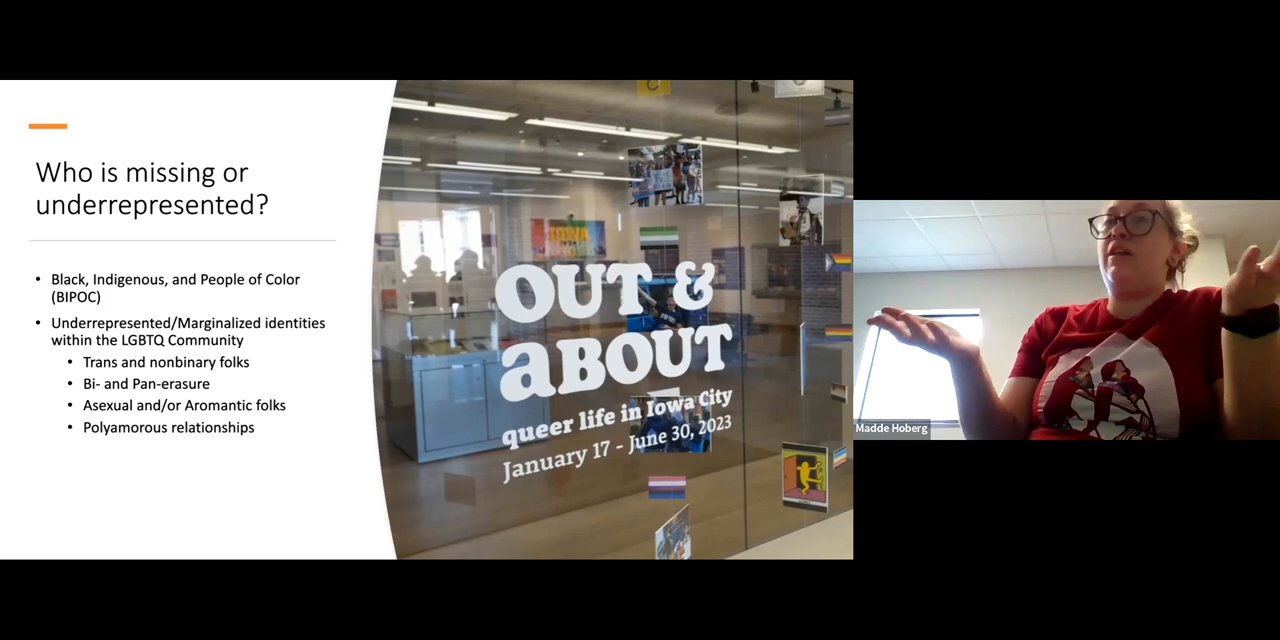 Who is missing or
underrepresented?
• Black, Indigenous, and People of Color
(BIPOC)
• Underrepresented/Marginalized identities
within the LGBTQ Community
• Trans and nonbinary folks
• Bi- and Pan-erasure
• Asexual and/or Aromantic folks
• Polyamorous relationships
IOWA
OUT &
aBOUT
queer life in Iowa City
January 17 - June 30, 2023
Madde Hoberg